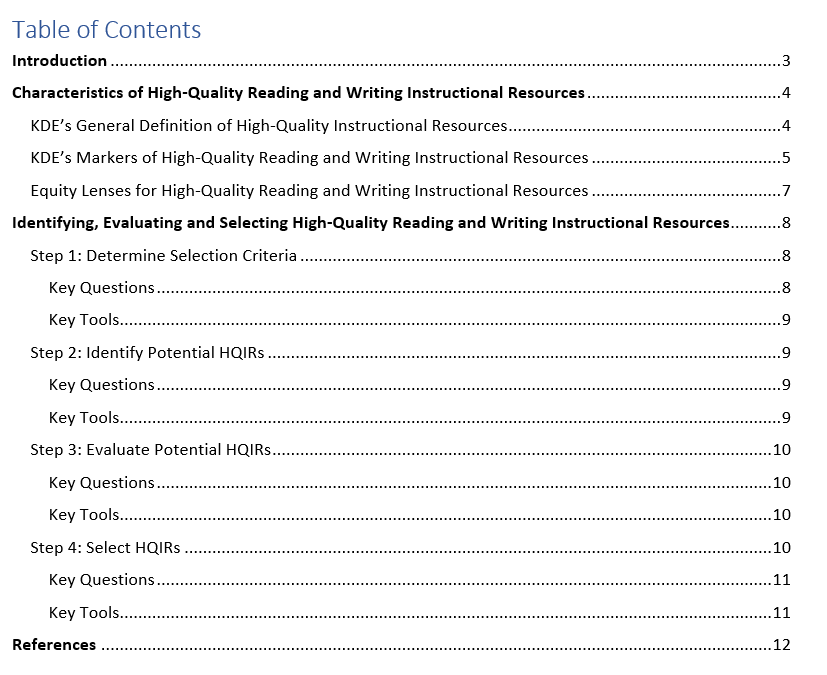 Table of Contents
Introduction ........................................................................................................................ 3
Characteristics of High-Quality Reading and Writing Instructional Resources ........................................ 4
KDE's General Definition of High-Quality Instructional Resources ........................................................ 4
KDE's Markers of High-Quality Reading and Writing Instructional Resources ........................................ 5
Equity Lenses for High-Quality Reading and Writing Instructional Resources ........................................ 7
Identifying, Evaluating and Selecting High-Quality Reading and Writing Instructional Resources ........... 8
Step 1: Determine Selection Criteria .................................................................................................... 8
Key Questions ........................................................................................................................ 8
Key Tools ........................................................................................................................ 9
Step 2: Identify Potential HQIRs ........................................................................................................ 9
Key Questions ........................................................................................................................ 9
Key Tools ........................................................................................................................ 9
Step 3: Evaluate Potential HQIRs ........................................................................................................ 10
Key Questions ........................................................................................................................ 10
Key Tools ........................................................................................................................ 10
Step 4: Select HQIRs ........................................................................................................................ 10
Key Questions ........................................................................................................................ 11
Key Tools ........................................................................................................................ 11
References ........................................................................................................................ 12